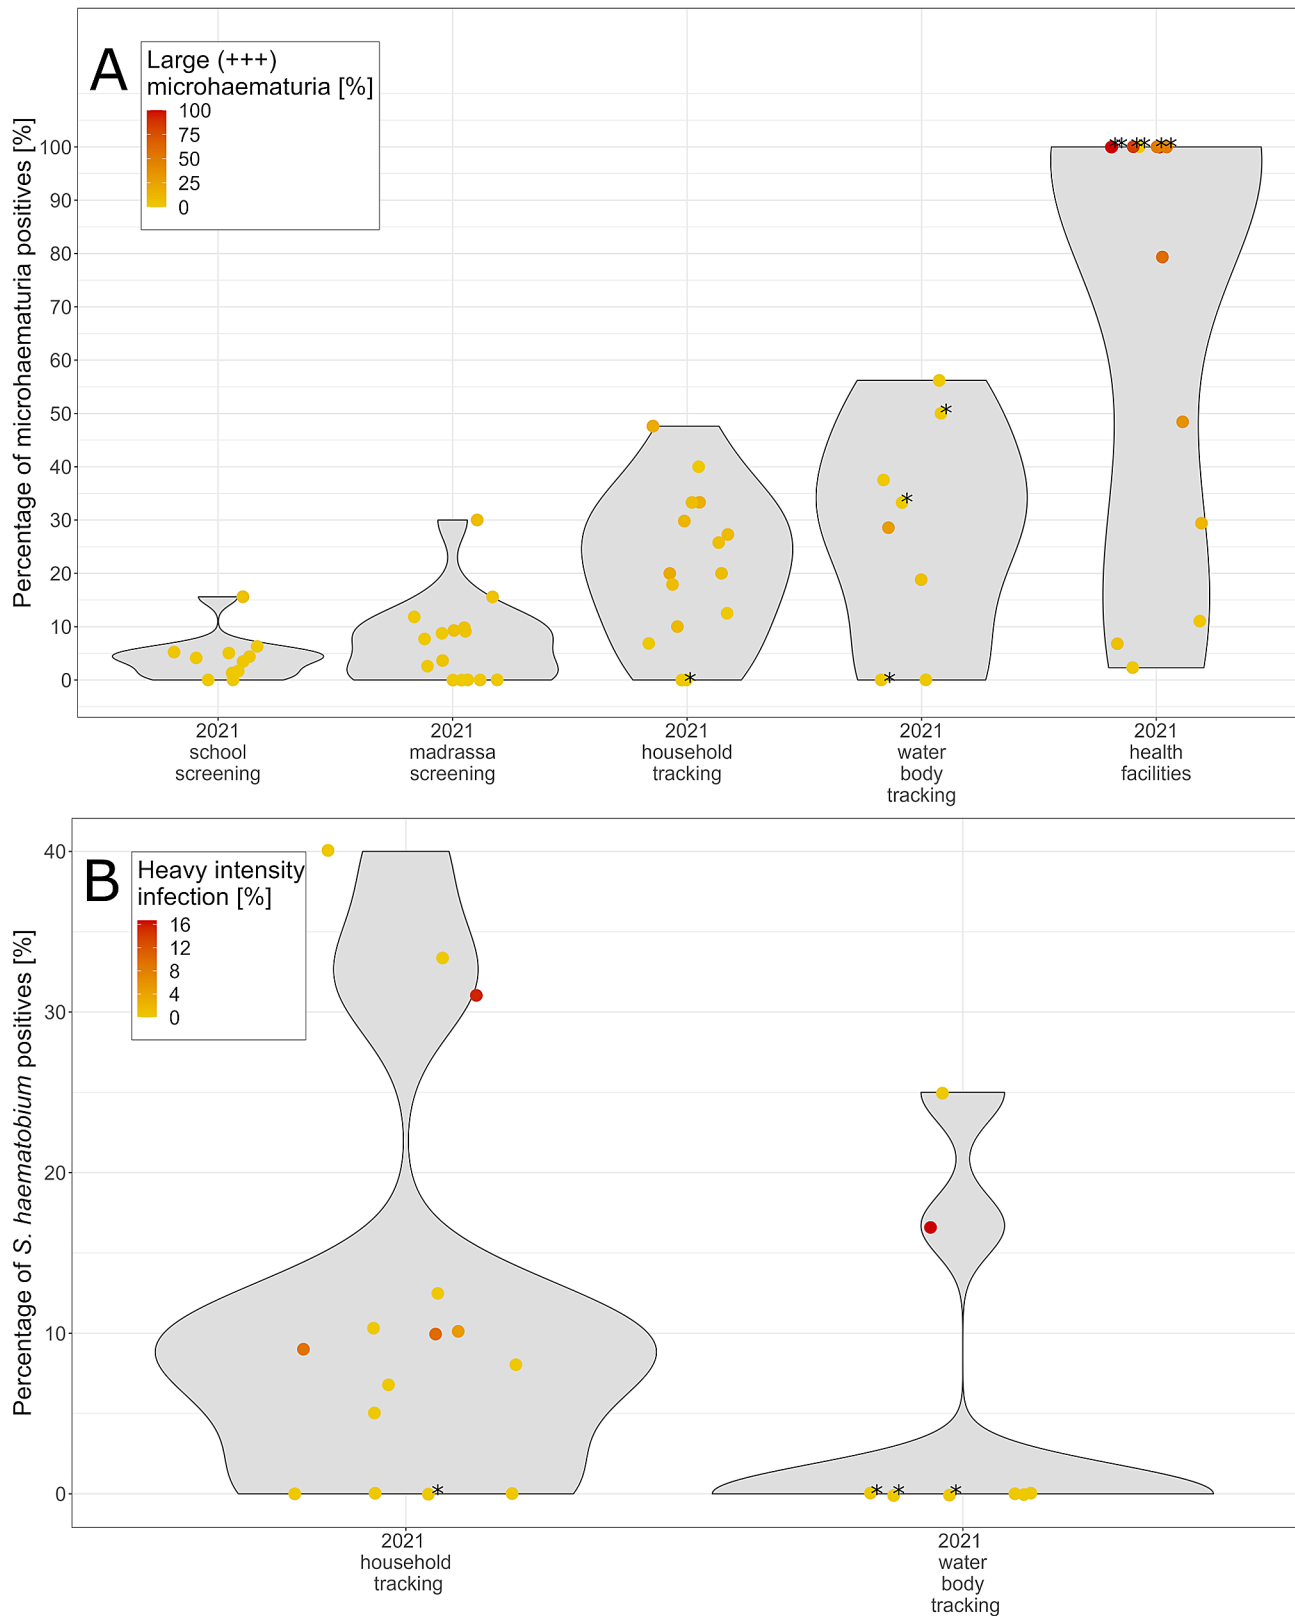 A
Large (+++)
microhaematuria [%]
100
75
50
25
0
Percentage of microhaematuria positives [%]
100
90
80
70
60
50
40
30
20
10
0
**
**
**
*
*
*
*
2021
school
screening
2021
madrassa
screening
2021
household
tracking
2021
water
body
tracking
2021
health
facilities
B
Heavy intensity
infection [%]
16
12
8
4
0
Percentage of S. haematobium positives [%]
40
30
20
10
0
*
*
*
*
2021
household
tracking
2021
water
body
tracking